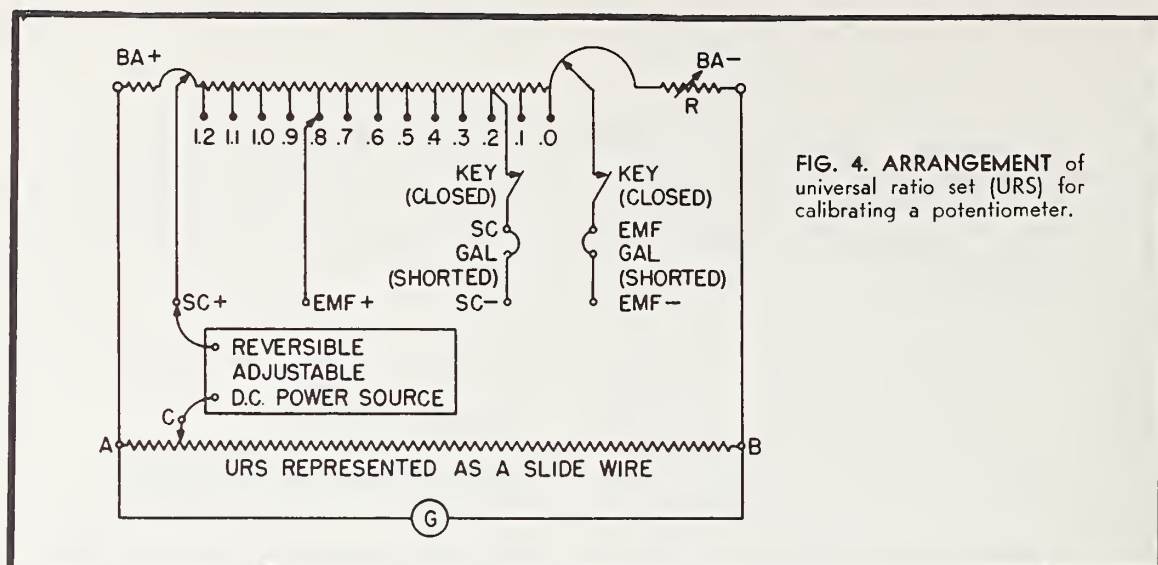 BA+
BA-
R
1.2 1.1 1.0 .9 .8 .7 .6 .5 .4 .3 .2 .1 .0
KEY
(CLOSED)
SC
GAL
(SHORTED)
SC-
KEY
(CLOSED)
EMF
GAL
(SHORTED)
EMF-
SC+
EMF+
REVERSIBLE
ADJUSTABLE
D.C. POWER SOURCE
C
A
B
URS REPRESENTED AS A SLIDE WIRE
G
FIG. 4. ARRANGEMENT of
universal ratio set (URS) for
calibrating a potentiometer.